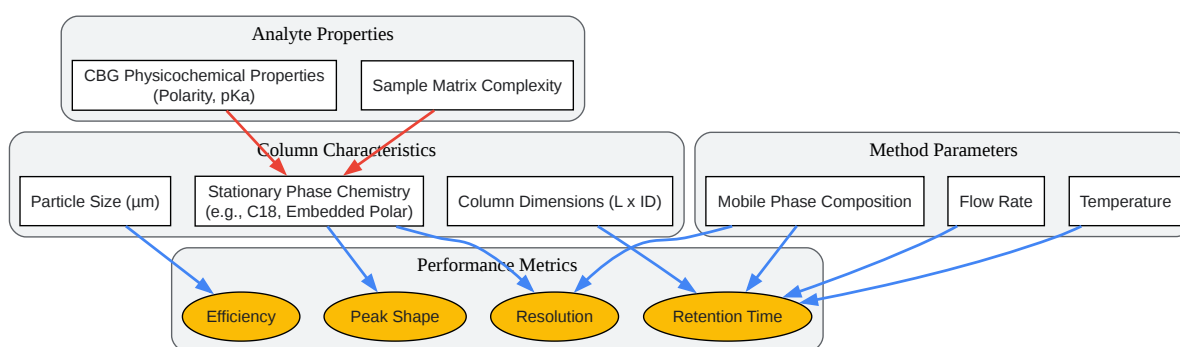 Analyte Properties
CBG Physicochemical Properties
(Polarity, pKa)
Sample Matrix Complexity
Column Characteristics
Method Parameters
Particle Size (µm)
Stationary Phase Chemistry
(e.g., C18, Embedded Polar)
Column Dimensions (L x ID)
Mobile Phase Composition
Flow Rate
Temperature
Performance Metrics
Efficiency
Peak Shape
Resolution
Retention Time